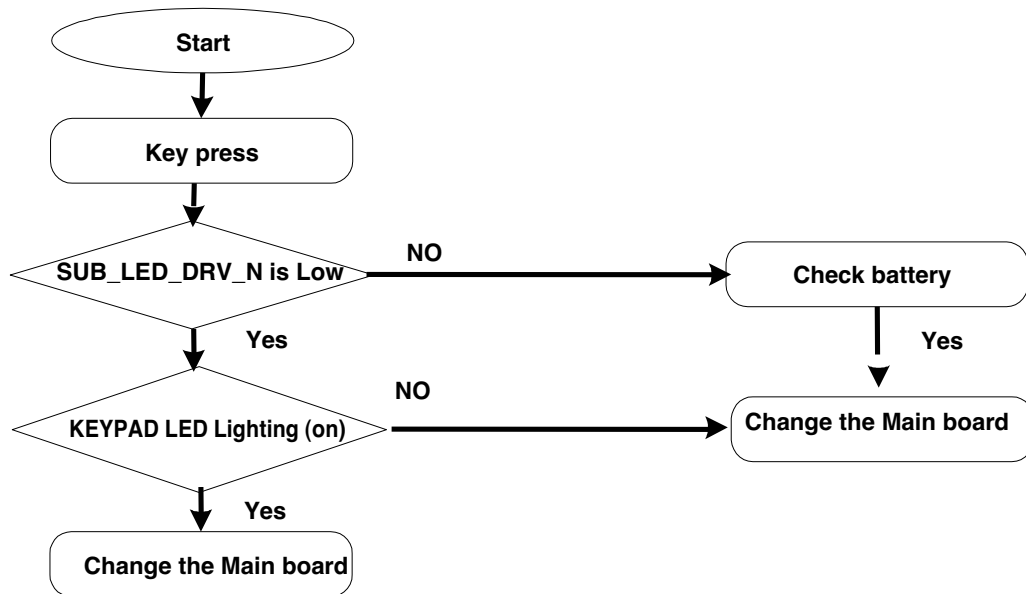 Start
Key press
SUB_LED_DRV_N is Low
NO
Check battery
Yes
Yes
KEYPAD LED Lighting (on)
NO
Change the Main board
Yes
Change the Main board